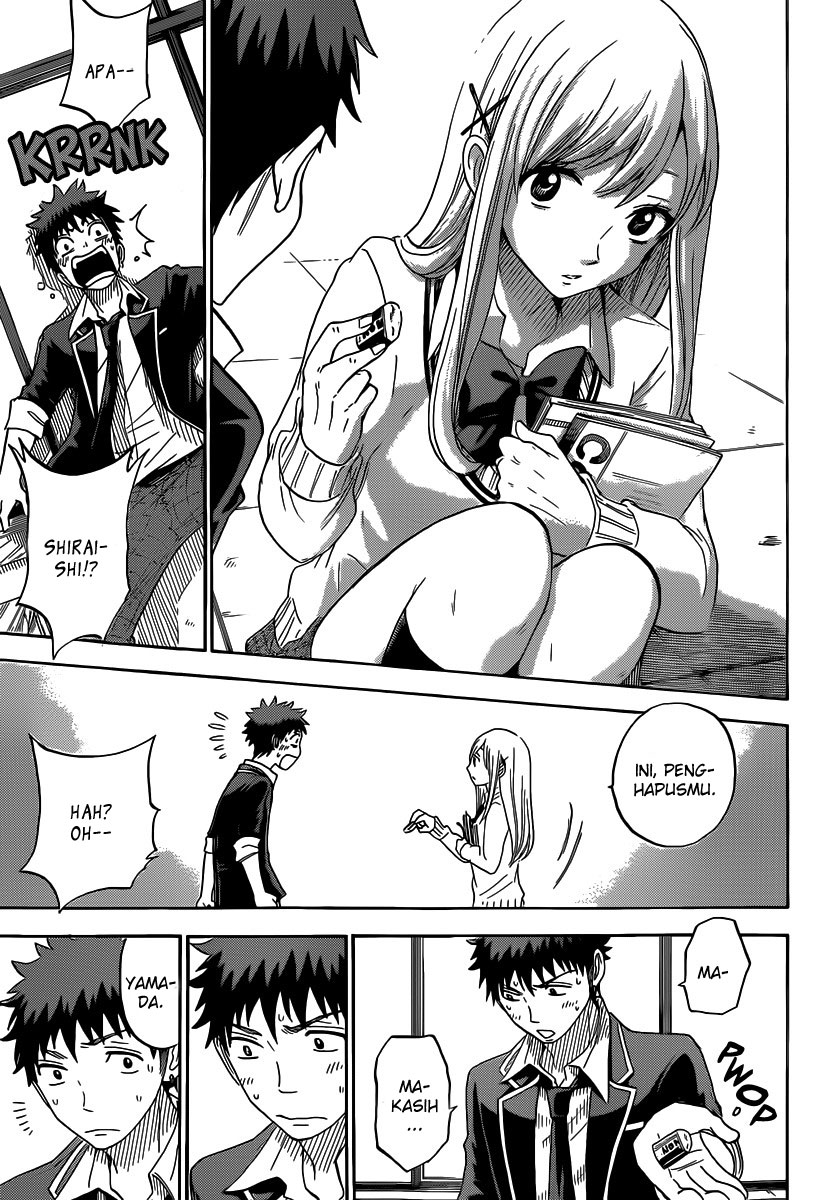 APA--
KRRNK
SHIRAI-
SHI!?
INI, PENG-
HAPUSMU.
HAH?
OH--
MA-
MA-
KASIH
...
PWOP
YAMA-
DA.